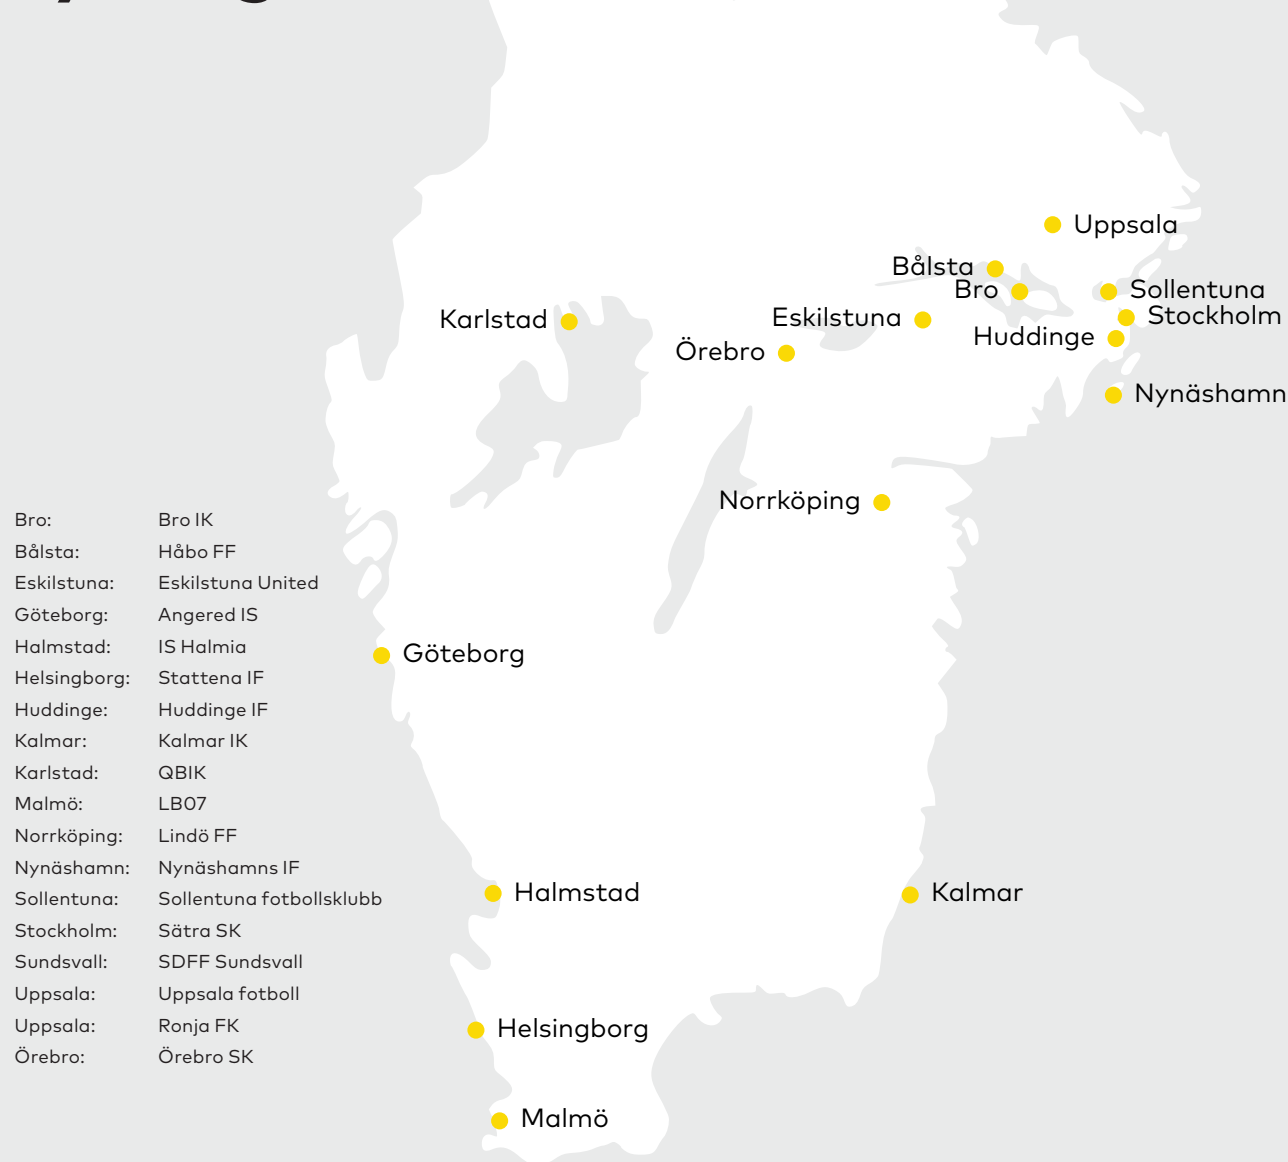 Uppsala
Bålsta
Bro
Sollentuna
Stockholm
Karlstad
Eskilstuna
Huddinge
Örebro
Nynäshamn
Norrköping
Göteborg
Halmstad
Kalmar
Helsingborg
Malmö
Bro: Bro IK
Bålsta: Håbo FF
Eskilstuna: Eskilstuna United
Göteborg: Angered IS
Halmstad: IS Halmia
Helsingborg: Stattena IF
Huddinge: Huddinge IF
Kalmar: Kalmar IK
Karlstad: QBIK
Malmö: LB07
Norrköping: Lindö FF
Nynäshamn: Nynäshamns IF
Sollentuna: Sollentuna fotbollsklubb
Stockholm: Sätra SK
Sundsvall: SDFF Sundsvall
Uppsala: Uppsala fotboll
Uppsala: Ronja FK
Örebro: Örebro SK